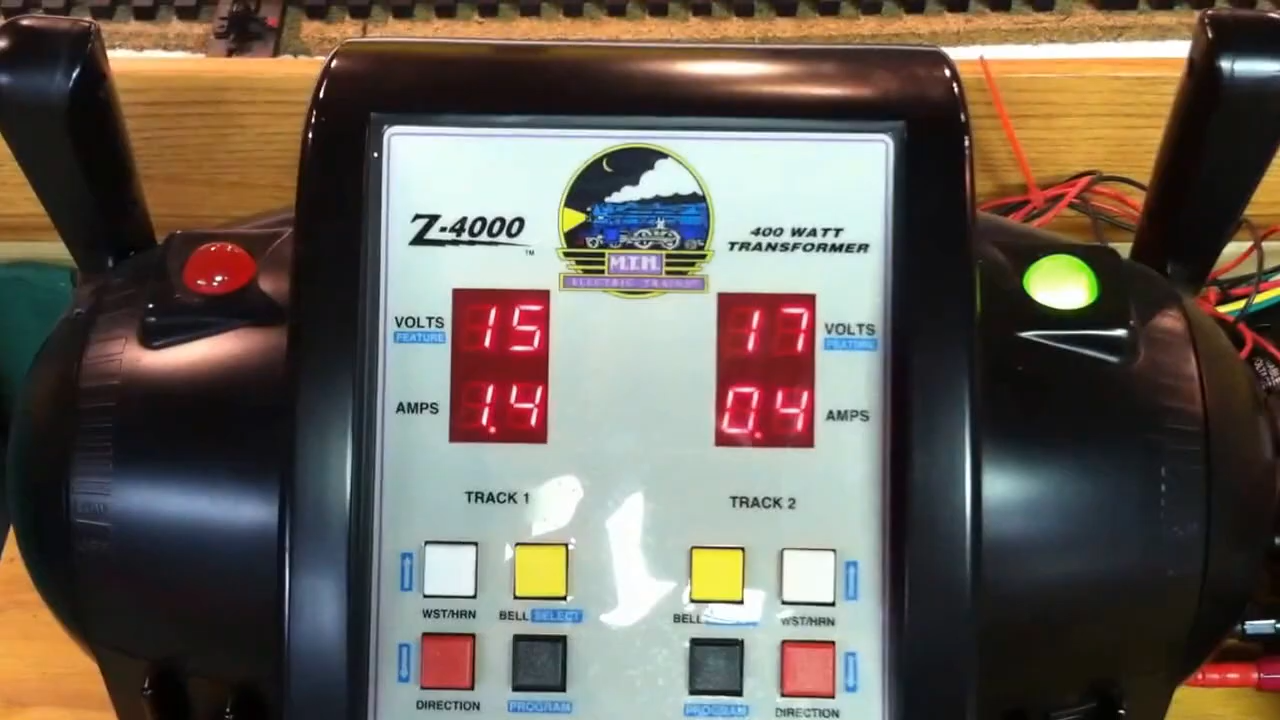 Z-4000
TM
M.T.H.
ELECTRIC TRAINS
400 WATT
TRANSFORMER
VOLTS
FEATURE
15
17
VOLTS
FEATURE
AMPS
1.4
0.4
AMPS
TRACK 1
TRACK 2
WST/HRN
BELL SELECT
BELL
WST/HRN
DIRECTION
PROGRAM
PROGRAM
DIRECTION